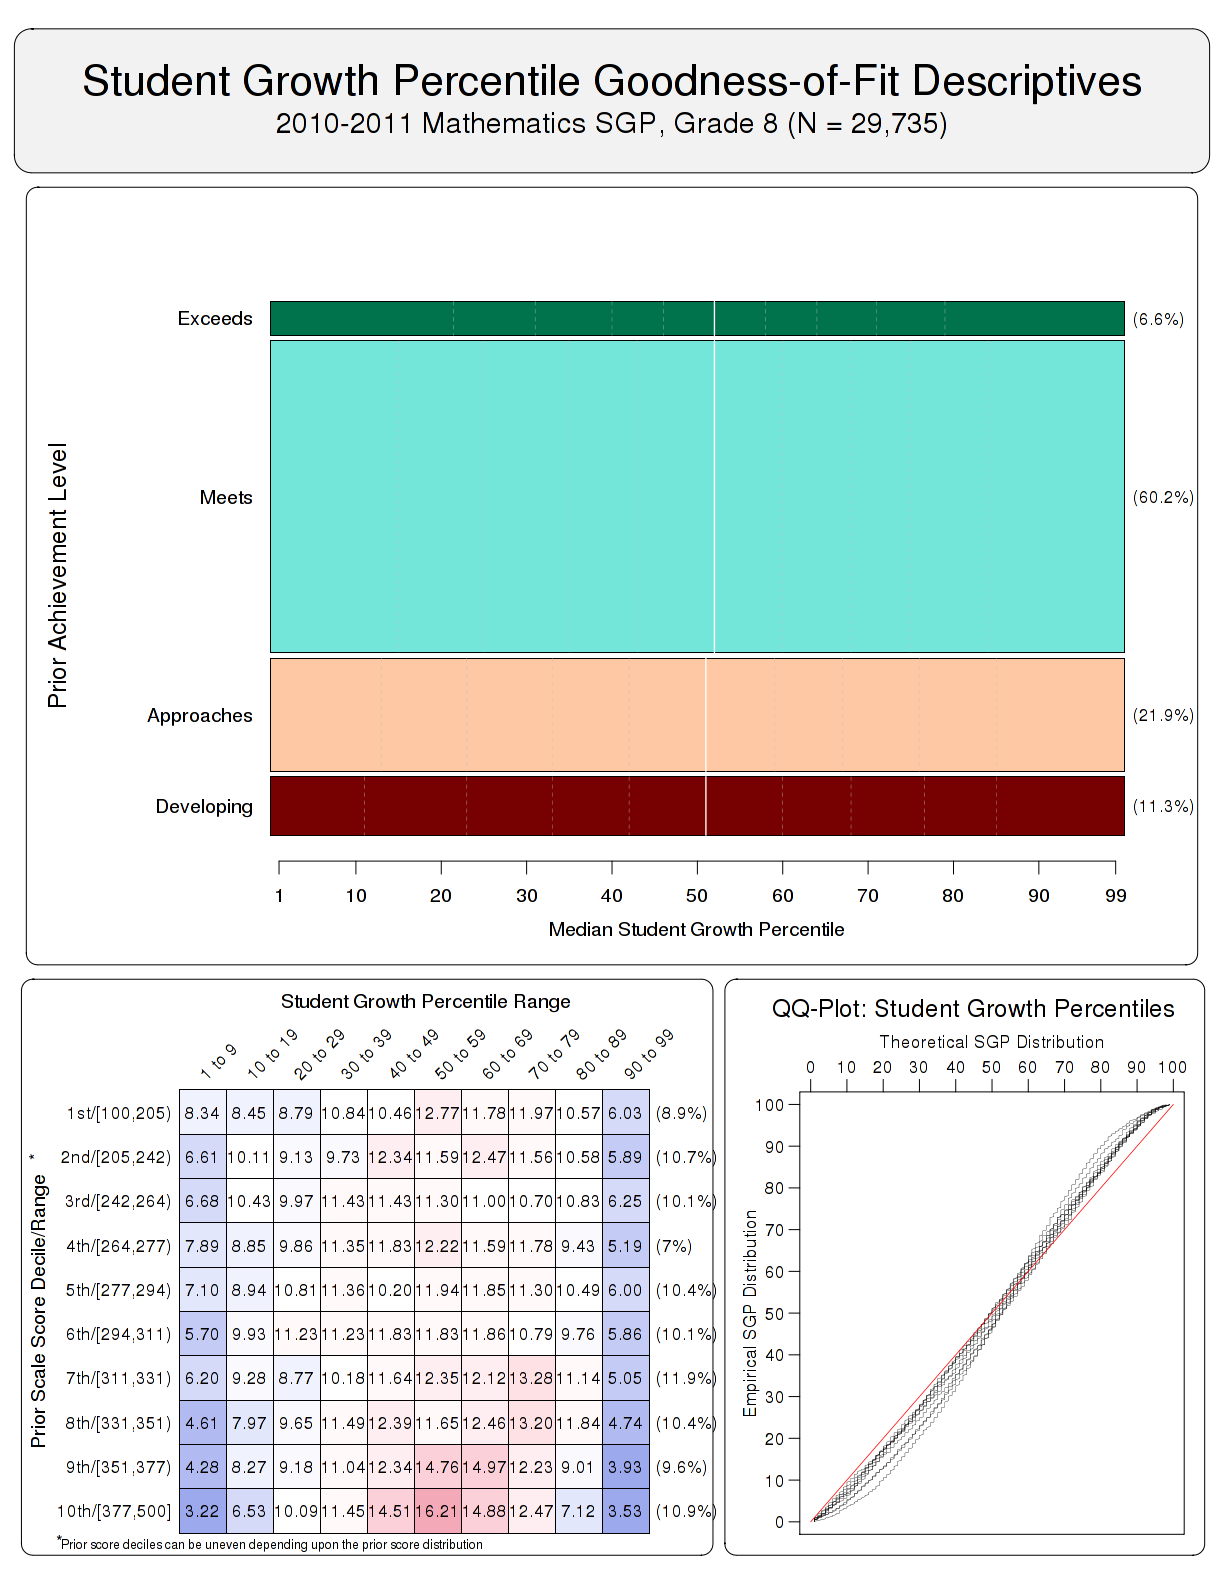 Student Growth Percentile Goodness-of-Fit Descriptives
2010-2011 Mathematics SGP, Grade 8 (N = 29,735)
Prior Achievement Level
Exceeds (6.6%)
Meets (60.2%)
Approaches (21.9%)
Developing (11.3%)
1 10 20 30 40 50 60 70 80 90 99
Median Student Growth Percentile
Student Growth Percentile Range
1 to 9 10 to 19 20 to 29 30 to 39 40 to 49 50 to 59 60 to 69 70 to 79 80 to 89 90 to 99
Prior Scale Score Decile/Range *
1st/[100,205) 8.34 8.45 8.79 10.84 10.46 12.77 11.78 11.97 10.57 6.03 (8.9%)
2nd/[205,242) 6.61 10.11 9.13 9.73 12.34 11.59 12.47 11.56 10.58 5.89 (10.7%)
3rd/[242,264) 6.68 10.43 9.97 11.43 11.43 11.30 11.00 10.70 10.83 6.25 (10.1%)
4th/[264,277) 7.89 8.85 9.86 11.35 11.83 12.22 11.59 11.78 9.43 5.19 (7%)
5th/[277,294) 7.10 8.94 10.81 11.36 10.20 11.94 11.85 11.30 10.49 6.00 (10.4%)
6th/[294,311) 5.70 9.93 11.23 11.23 11.83 11.83 11.86 10.79 9.76 5.86 (10.1%)
7th/[311,331) 6.20 9.28 8.77 10.18 11.64 12.35 12.12 13.28 11.14 5.05 (11.9%)
8th/[331,351) 4.61 7.97 9.65 11.49 12.39 11.65 12.46 13.20 11.84 4.74 (10.4%)
9th/[351,377) 4.28 8.27 9.18 11.04 12.34 14.76 14.97 12.23 9.01 3.93 (9.6%)
10th/[377,500] 3.22 6.53 10.09 11.45 14.51 16.21 14.88 12.47 7.12 3.53 (10.9%)
*Prior score deciles can be uneven depending upon the prior score distribution
QQ-Plot: Student Growth Percentiles
Theoretical SGP Distribution
0 10 20 30 40 50 60 70 80 90 100
Empirical SGP Distribution
100
90
80
70
60
50
40
30
20
10
0